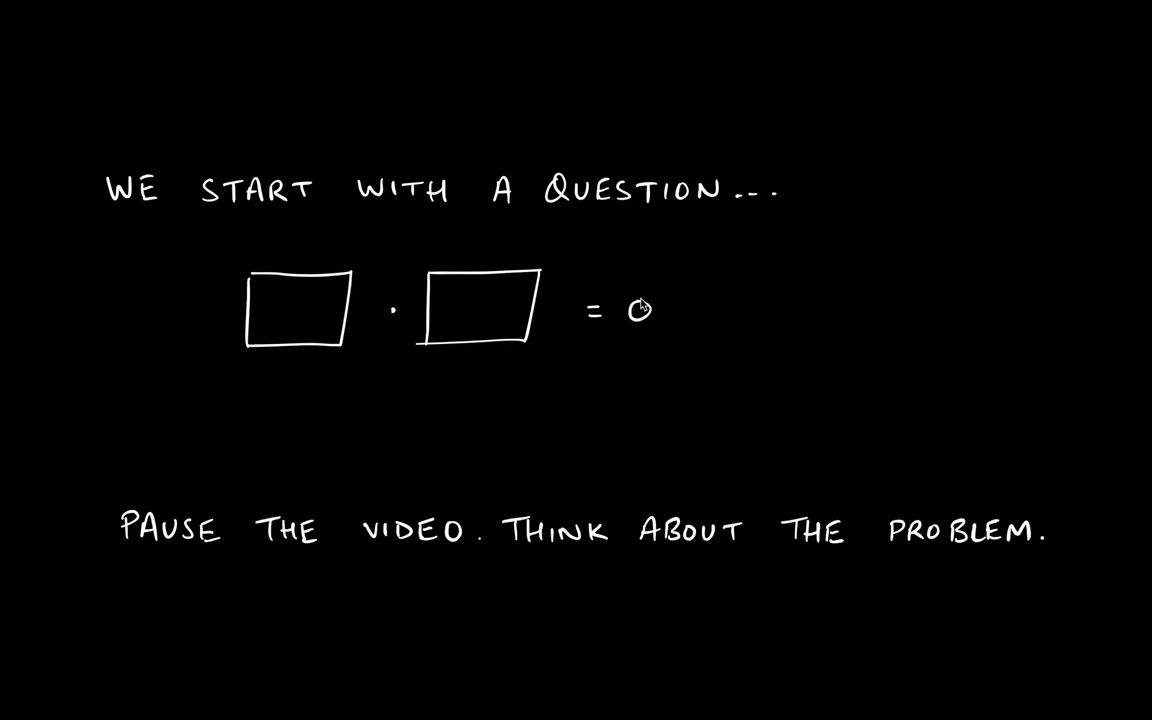 WE START WITH A QUESTION...
· = 0
PAUSE THE VIDEO. THINK ABOUT THE PROBLEM.